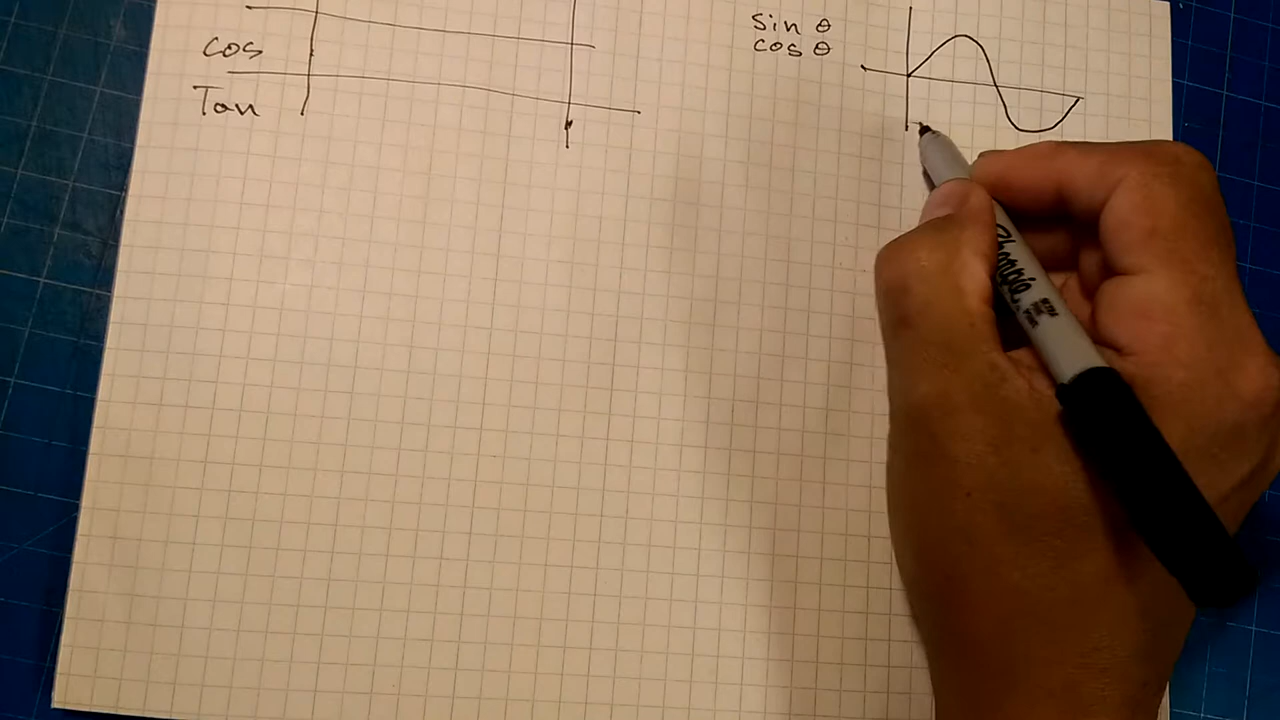 cos
Tan
sin θ
cos θ
Sharpie